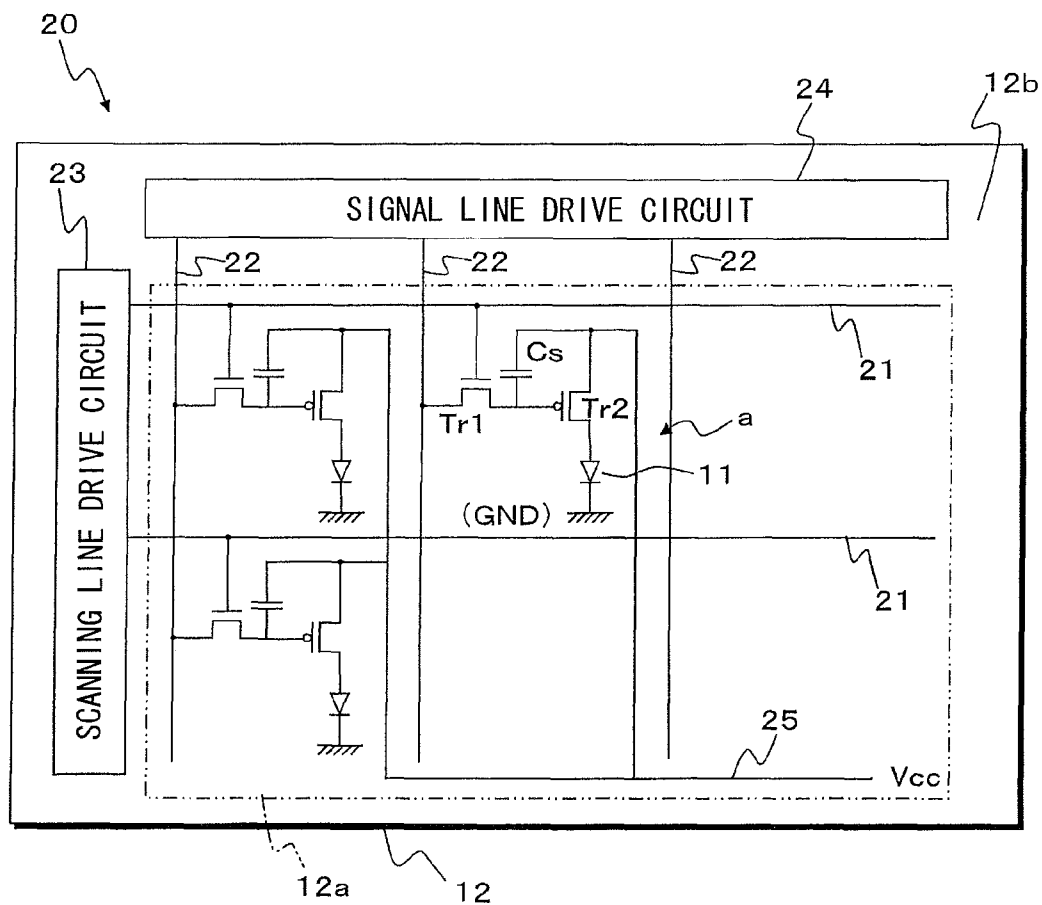 20
24
12b
23
SIGNAL LINE DRIVE CIRCUIT
22
22
22
SCANNING LINE DRIVE CIRCUIT
21
Cs
Tr1
Tr2
a
11
(GND)
21
25
Vcc
12a
12